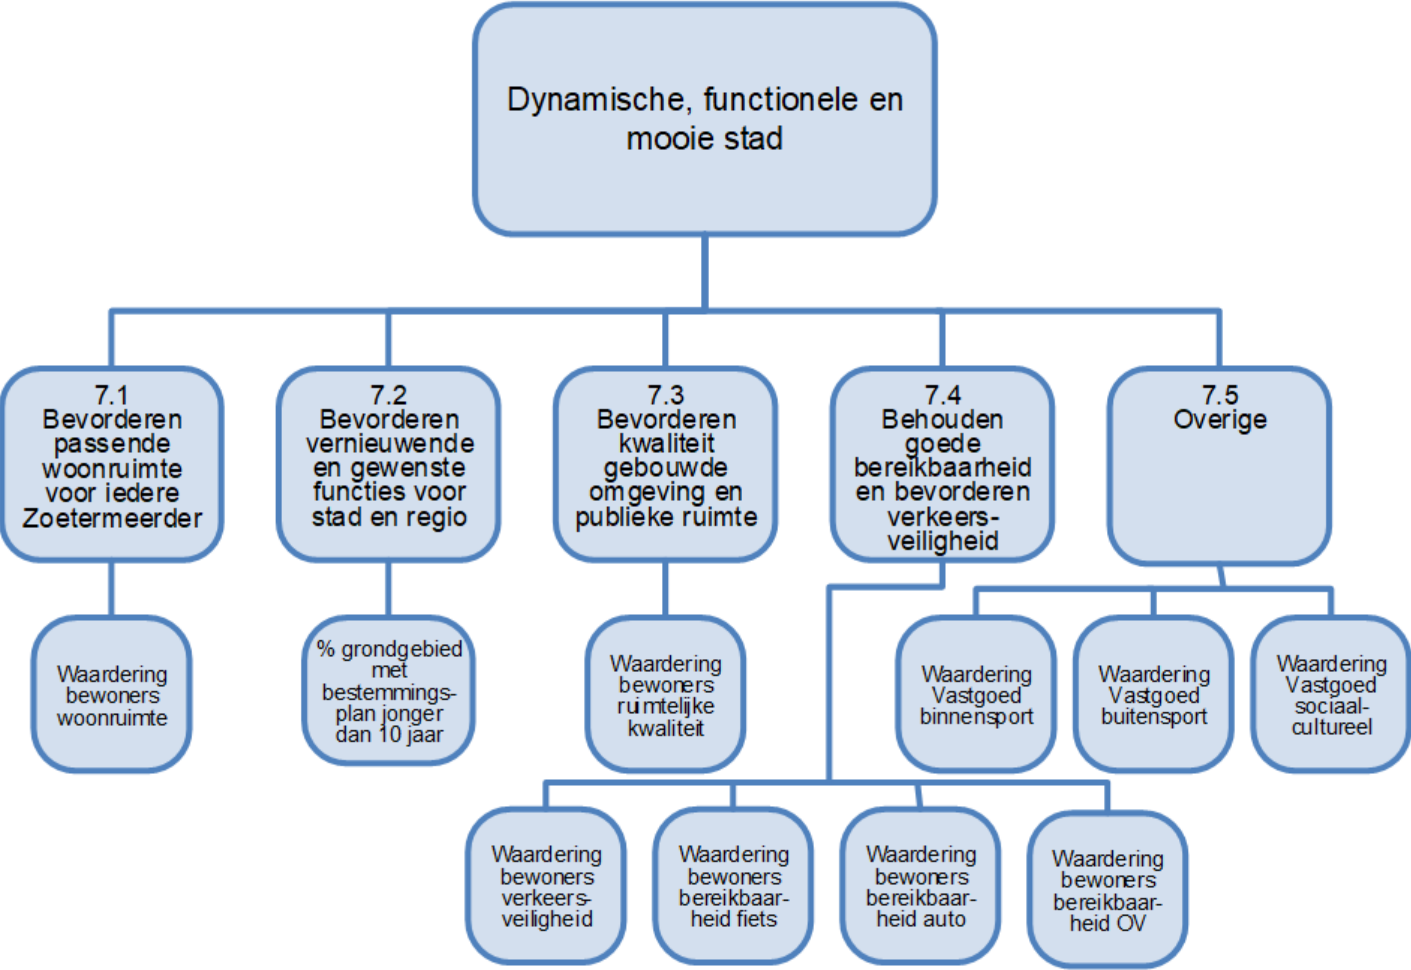 Dynamische, functionele en
mooie stad
7.1
Bevorderen
passende
woonruimte
voor iedere
Zoetermeerder
7.2
Bevorderen
vernieuwende
en gewenste
functies voor
stad en regio
7.3
Bevorderen
kwaliteit
gebouwde
omgeving en
publieke ruimte
7.4
Behouden
goede
bereikbaarheid
en bevorderen
verkeers-
veiligheid
7.5
Overige
Waardering
bewoners
woonruimte
% grondgebied
met
bestemmings-
plan jonger
dan 10 jaar
Waardering
bewoners
ruimtelijke
kwaliteit
Waardering
Vastgoed
binnensport
Waardering
Vastgoed
buitensport
Waardering
Vastgoed
sociaal-
cultureel
Waardering
bewoners
verkeers-
veiligheid
Waardering
bewoners
bereikbaar-
heid fiets
Waardering
bewoners
bereikbaar-
heid auto
Waardering
bewoners
bereikbaar-
heid OV